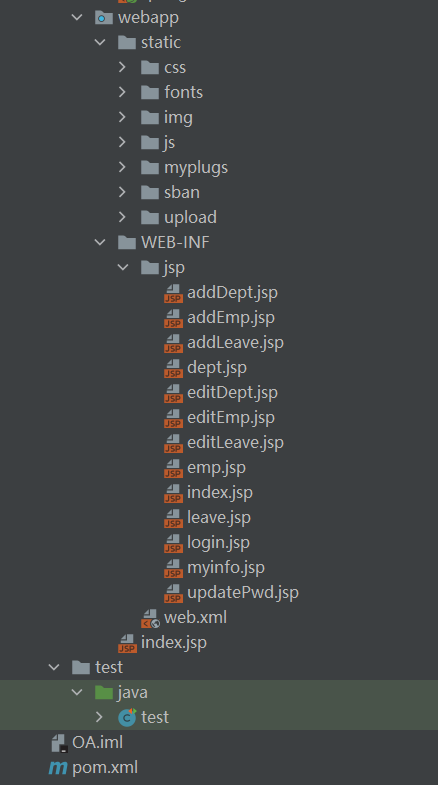 webapp
static
css
fonts
img
js
myplugs
sban
upload
WEB-INF
jsp
addDept.jsp
addEmp.jsp
addLeave.jsp
dept.jsp
editDept.jsp
editEmp.jsp
editLeave.jsp
emp.jsp
index.jsp
leave.jsp
login.jsp
myinfo.jsp
updatePwd.jsp
web.xml
index.jsp
test
java
test
OA.iml
pom.xml